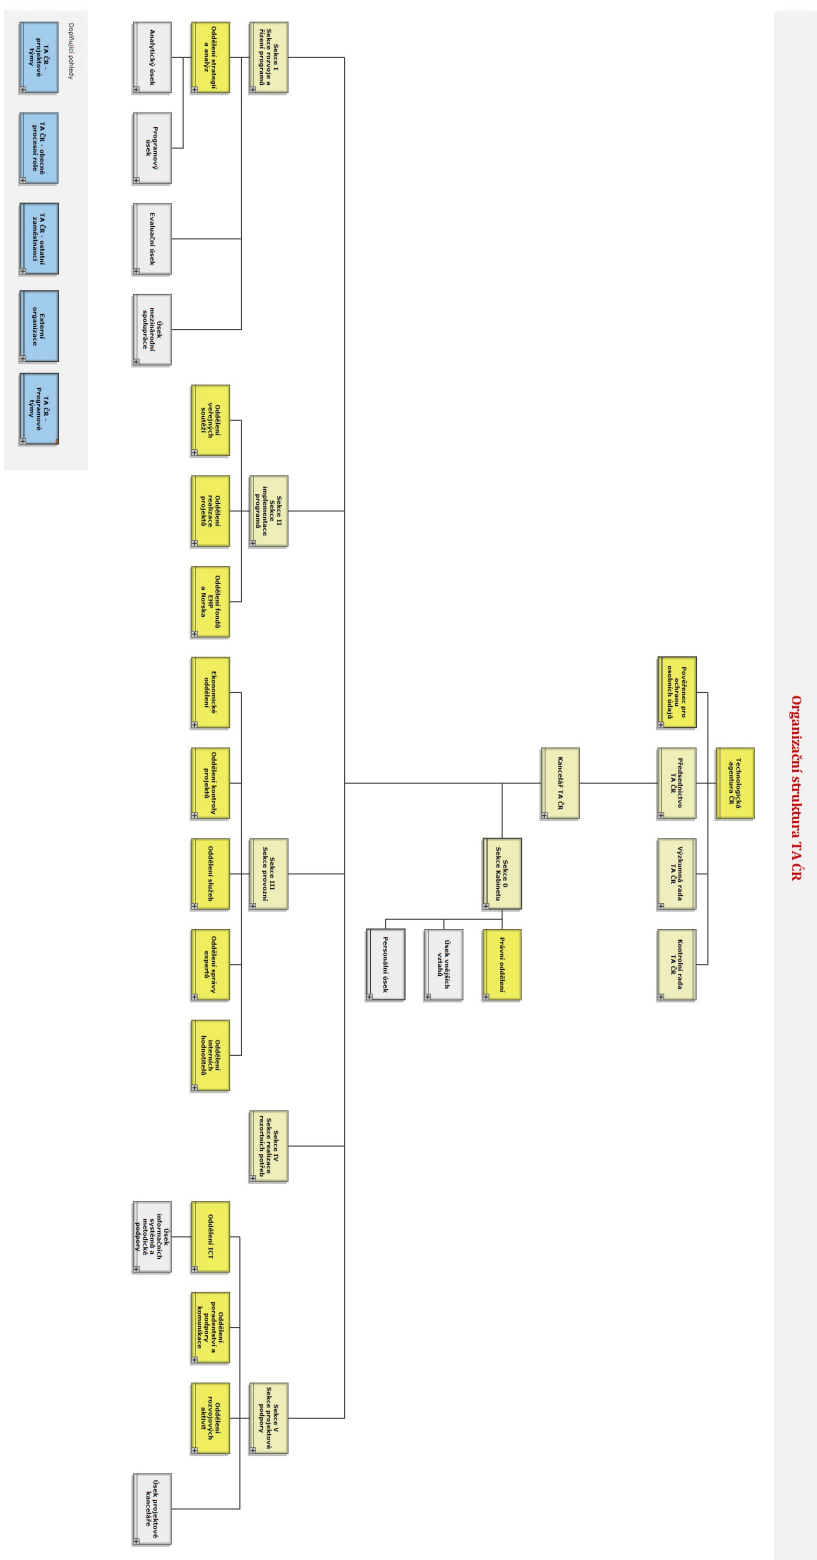 Organizační struktura TA ČR
Technologická
agentura ČR
Pověřenec pro
ochranu
osobních údajů
Předsednictvo
TA ČR
Výzkumná rada
TA ČR
Kontrolní rada
TA ČR
Kancelář TA ČR
Sekce 0
Sekce Kabinetu
Právní oddělení
Úsek vnějších
vztahů
Personální úsek
Sekce I
Sekce rozvoje a
řízení programů
Sekce II
Sekce
implementace
programů
Sekce III
Sekce provozní
Sekce IV
Sekce realizace
rezortních potřeb
Sekce V
Sekce projektové
podpory
Oddělení strategií
a analýz
Oddělení
veřejných
soutěží
Oddělení
realizace
projektů
Oddělení fondů
EHP
a Norska
Ekonomické
oddělení
Oddělení kontroly
projektů
Oddělení služeb
Oddělení správy
expertů
Oddělení
interních
hodnotitelů
Oddělení ICT
Oddělení
poradenství a
podpory
komunikace
Oddělení
rozvojových
aktivit
Analytický úsek
Programový
úsek
Evaluační úsek
Úsek
mezinárodní
spolupráce
Úsek
informačních
systémů a
metodické
podpory
Úsek projektové
kanceláře
Doplňující pohledy
TA ČR -
projektové
týmy
TA ČR - obecné
procesní role
TA ČR - ostatní
zaměstnanci
Externí
organizace
TA ČR -
Programové
týmy